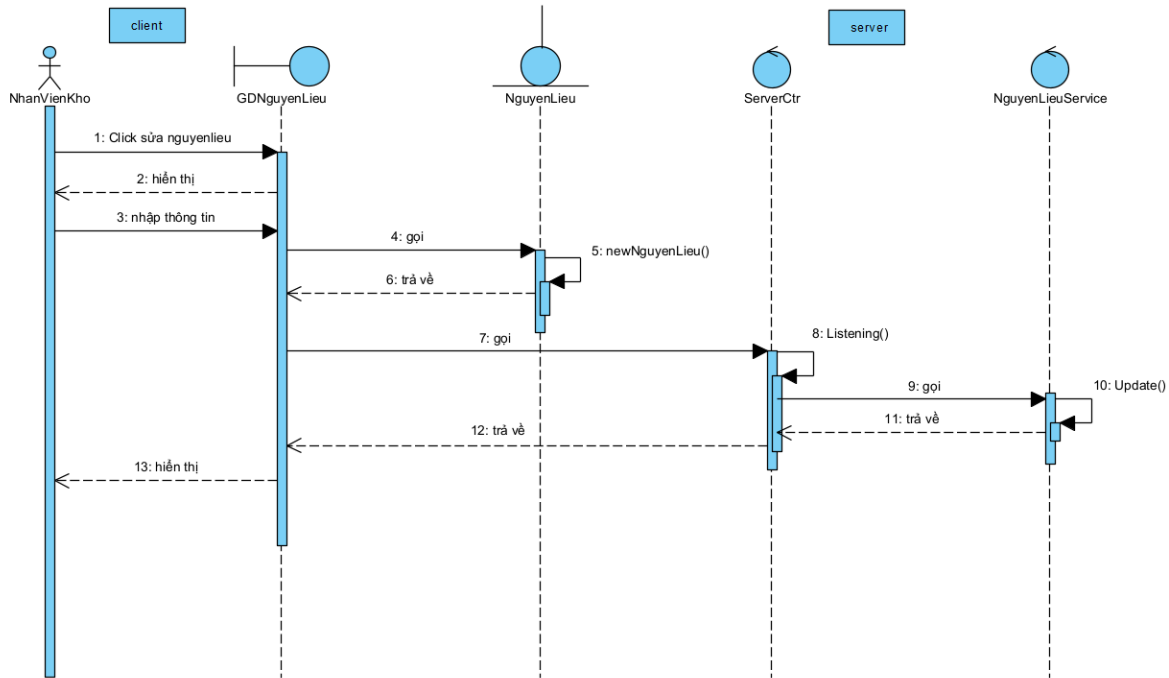 client
server
NhanVienKho
GDNguyenLieu
NguyenLieu
ServerCtr
NguyenLieuService
1: Click sửa nguyenlieu
2: hiển thị
3: nhập thông tin
4: gọi
5: newNguyenLieu()
6: trả về
7: gọi
8: Listening()
9: gọi
10: Update()
11: trả về
12: trả về
13: hiển thị